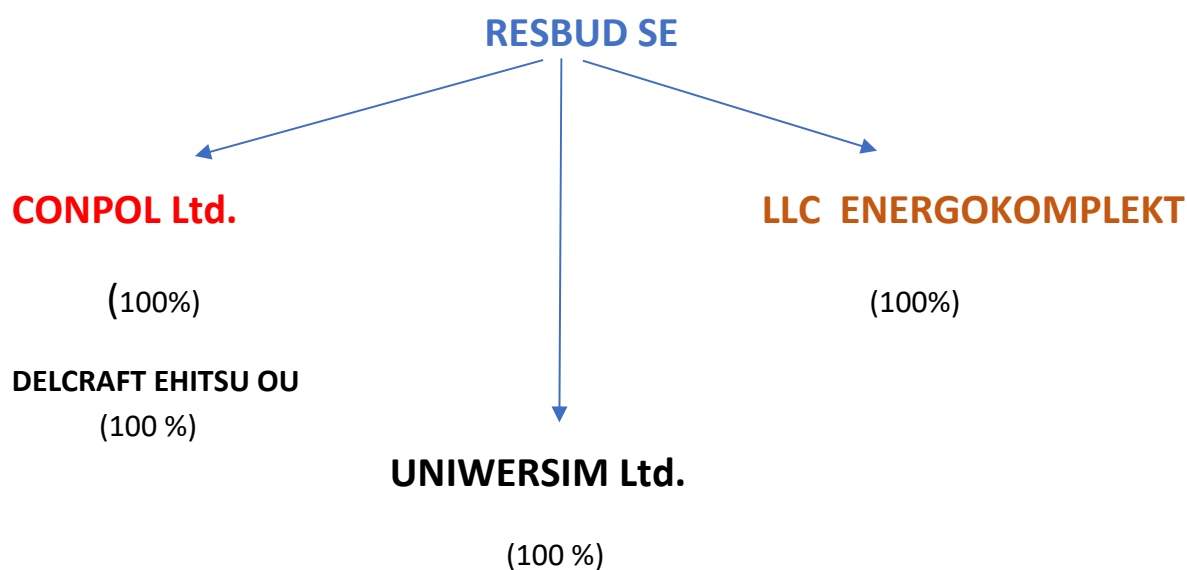 RESBUD SE
CONPOL Ltd.
LLC ENERGOKOMPLEKT
(100%)
(100%)
DELCRAFT EHITSU OU
(100 %)
UNIWERSIM Ltd.
(100 %)